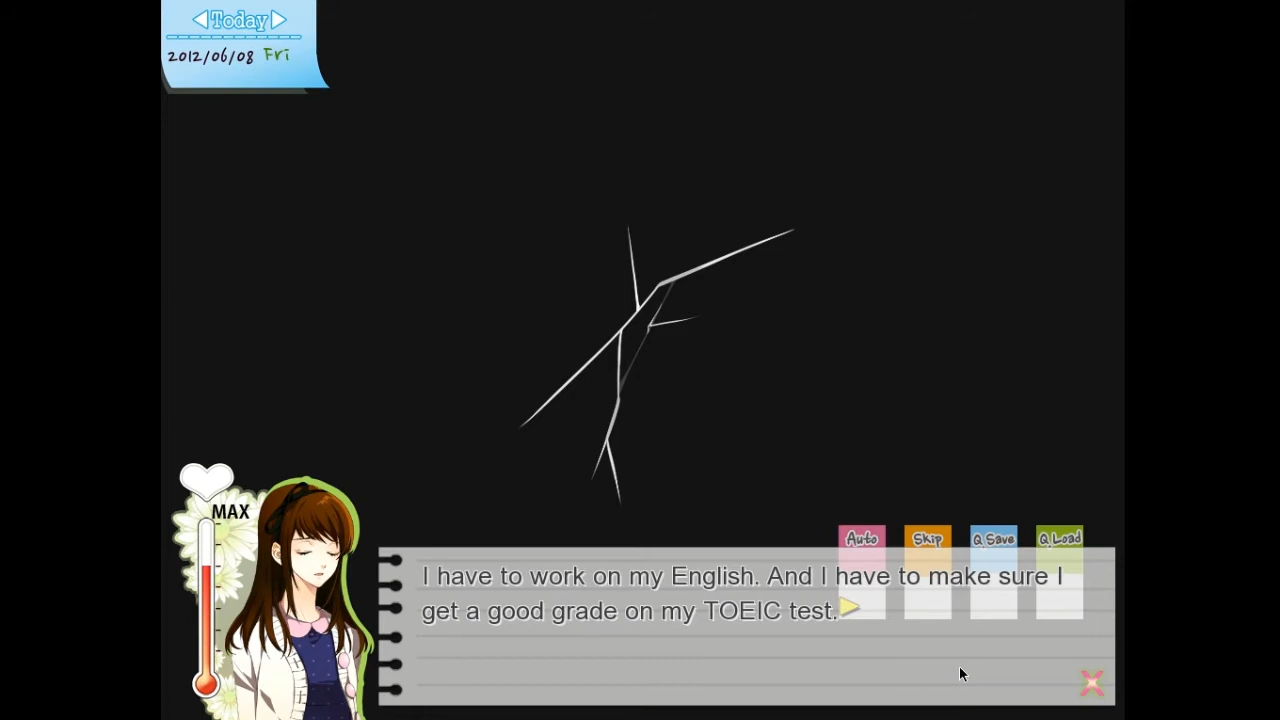 Today
2012/06/08 Fri
MAX
Auto
Skip
Q.Save
Q.Load
I have to work on my English. And I have to make sure I
get a good grade on my TOEIC test.